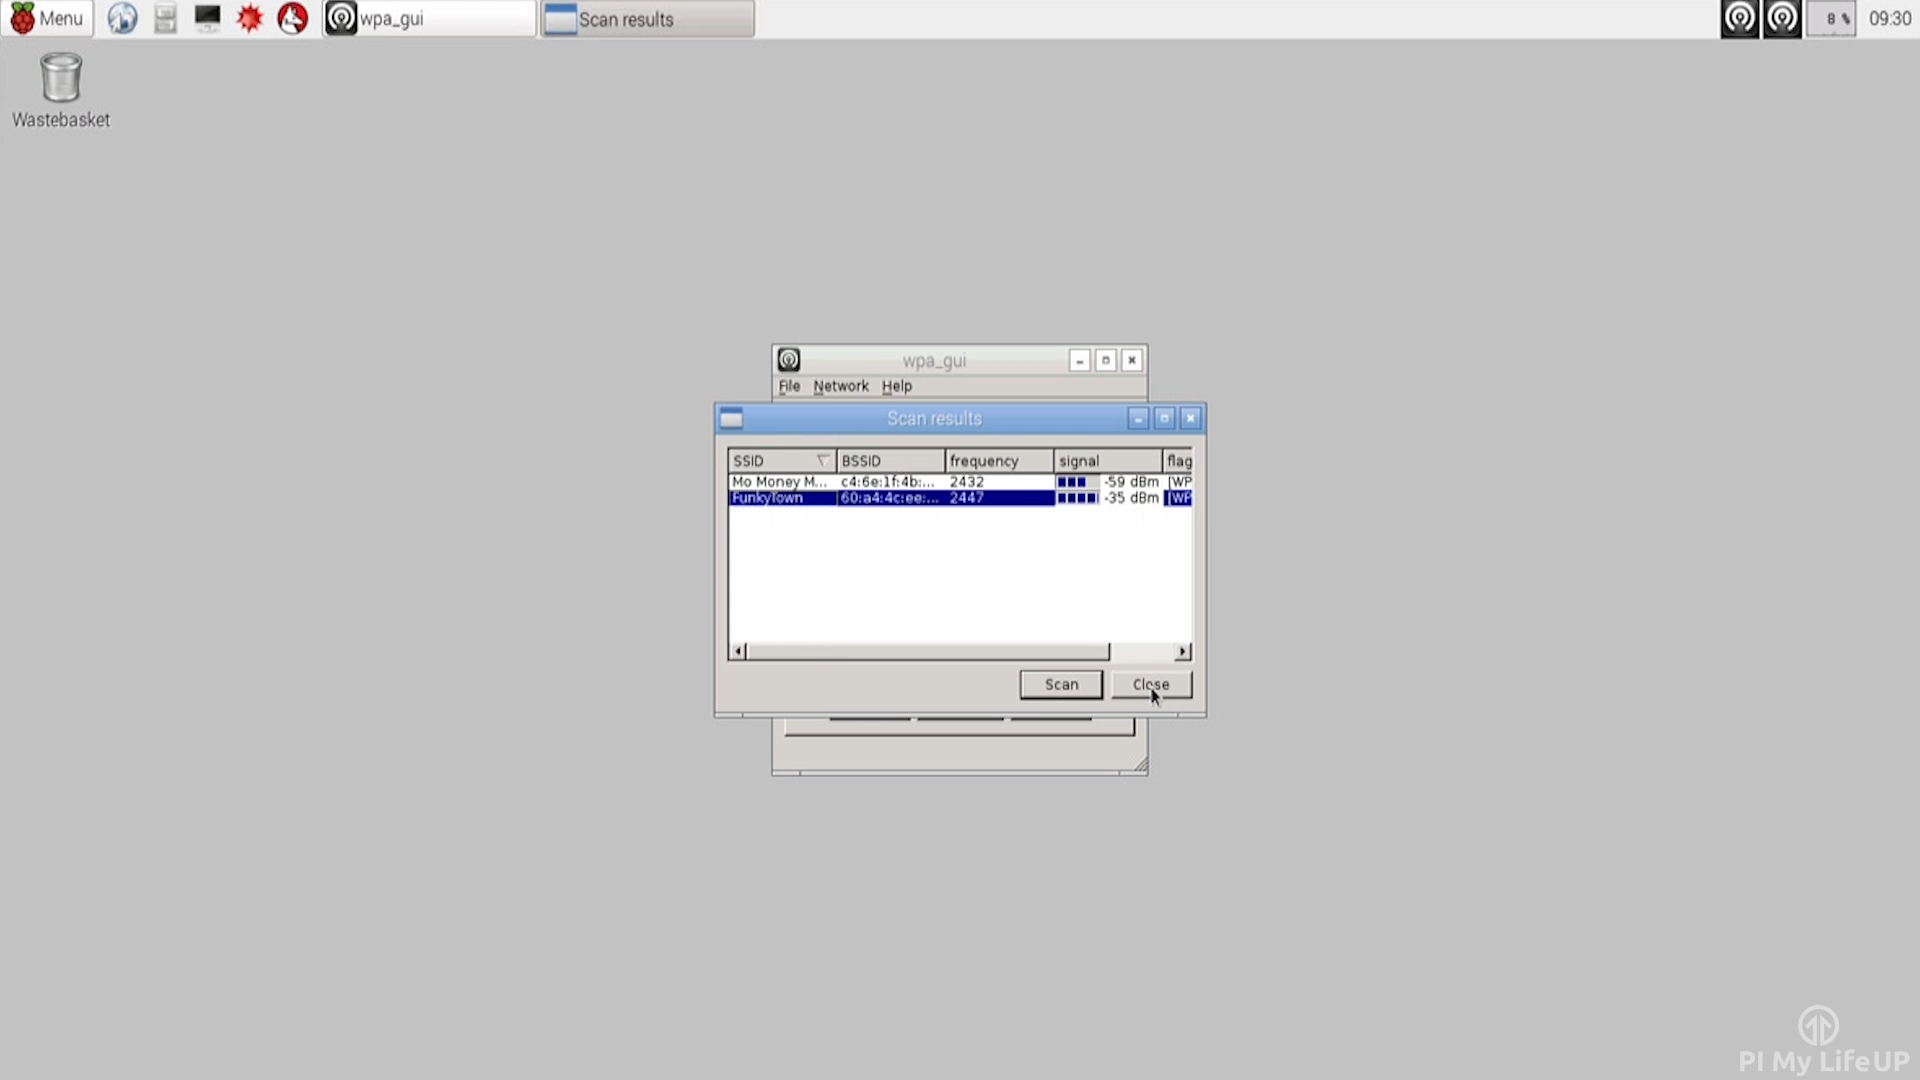 Menu wpa_gui Scan results 8 % 09:30
Wastebasket
wpa_gui
File Network Help
Scan results
SSID BSSID frequency signal flag
Mo Money M... c4:6e:1f:4b:... 2432 -59 dBm [WP
FunkyTown 60:a4:4c:ee:... 2447 -35 dBm [WP
Scan Close
PI My LifeUP